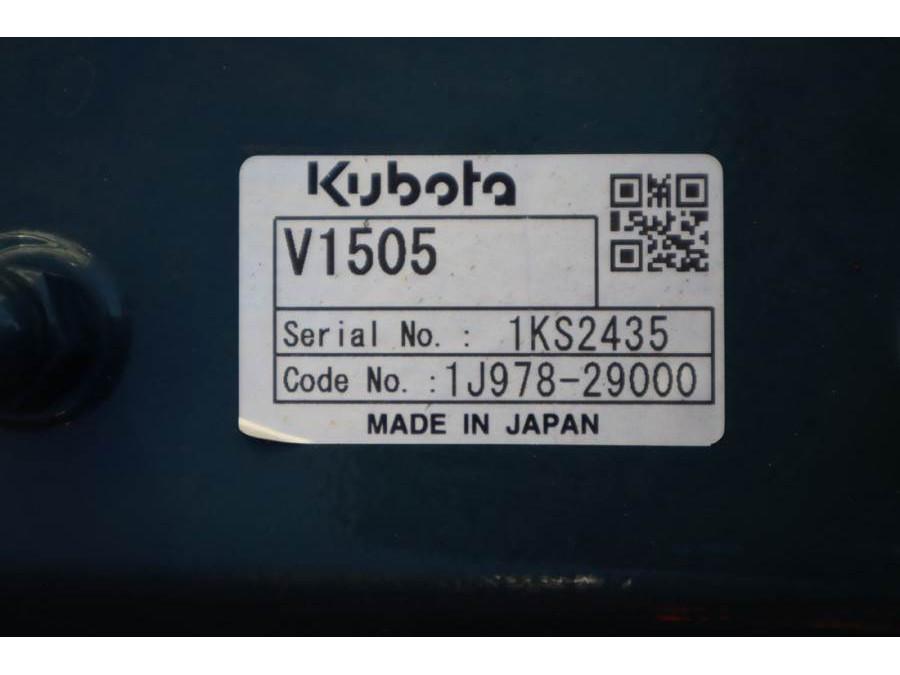 Kubota
V1505
Serial No. : 1KS2435
Code No. : 1J978-29000
MADE IN JAPAN